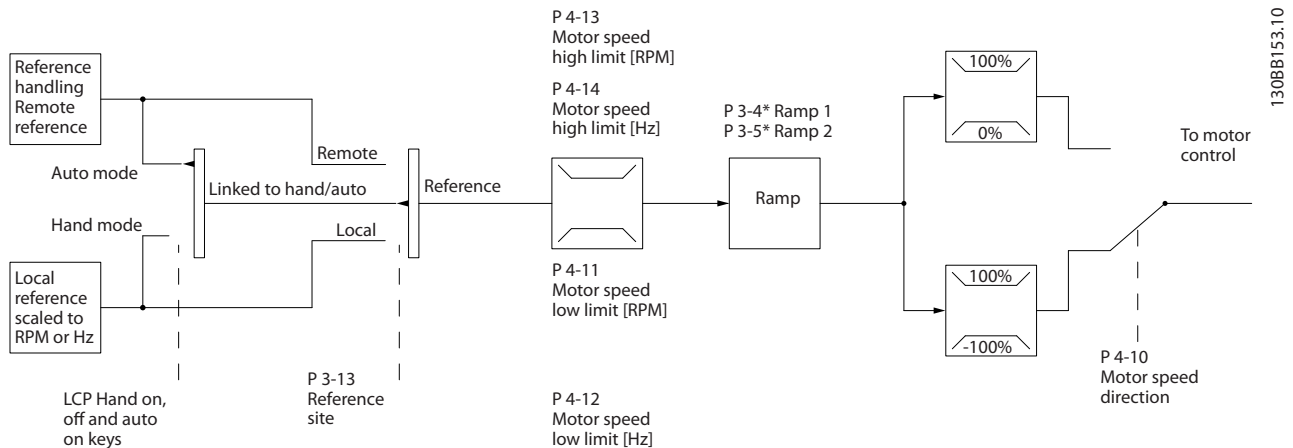 Reference
handling
Remote
reference
Auto mode
Hand mode
Local
reference
scaled to
RPM or Hz
LCP Hand on,
off and auto
on keys
Linked to hand/auto
Remote
Local
P 3-13
Reference
site
Reference
P 4-13
Motor speed
high limit [RPM]
P 4-14
Motor speed
high limit [Hz]
P 4-11
Motor speed
low limit [RPM]
P 4-12
Motor speed
low limit [Hz]
P 3-4* Ramp 1
P 3-5* Ramp 2
Ramp
100%
0%
100%
-100%
To motor
control
P 4-10
Motor speed
direction
130BB153.10